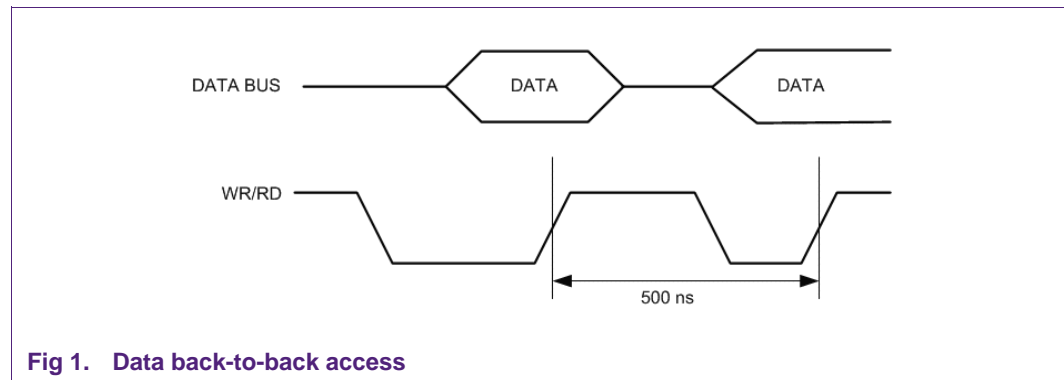 DATA BUS
DATA
DATA
WR/RD
500 ns
Fig 1. Data back-to-back access